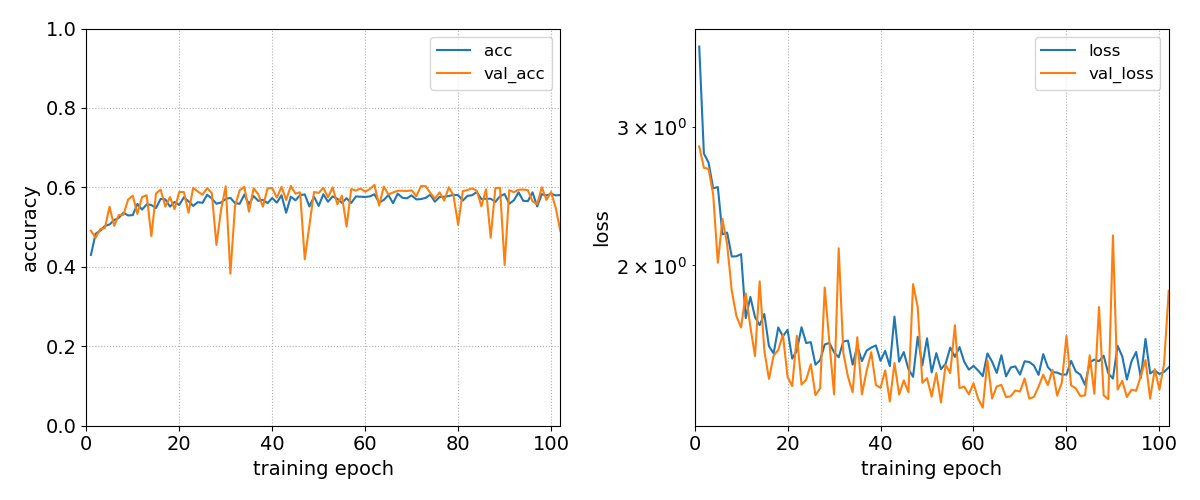 1.0
0.8
0.6
0.4
0.2
0.0
accuracy
0 20 40 60 80 100
training epoch
acc
val_acc
3 × 10⁰
2 × 10⁰
loss
0 20 40 60 80 100
training epoch
loss
val_loss